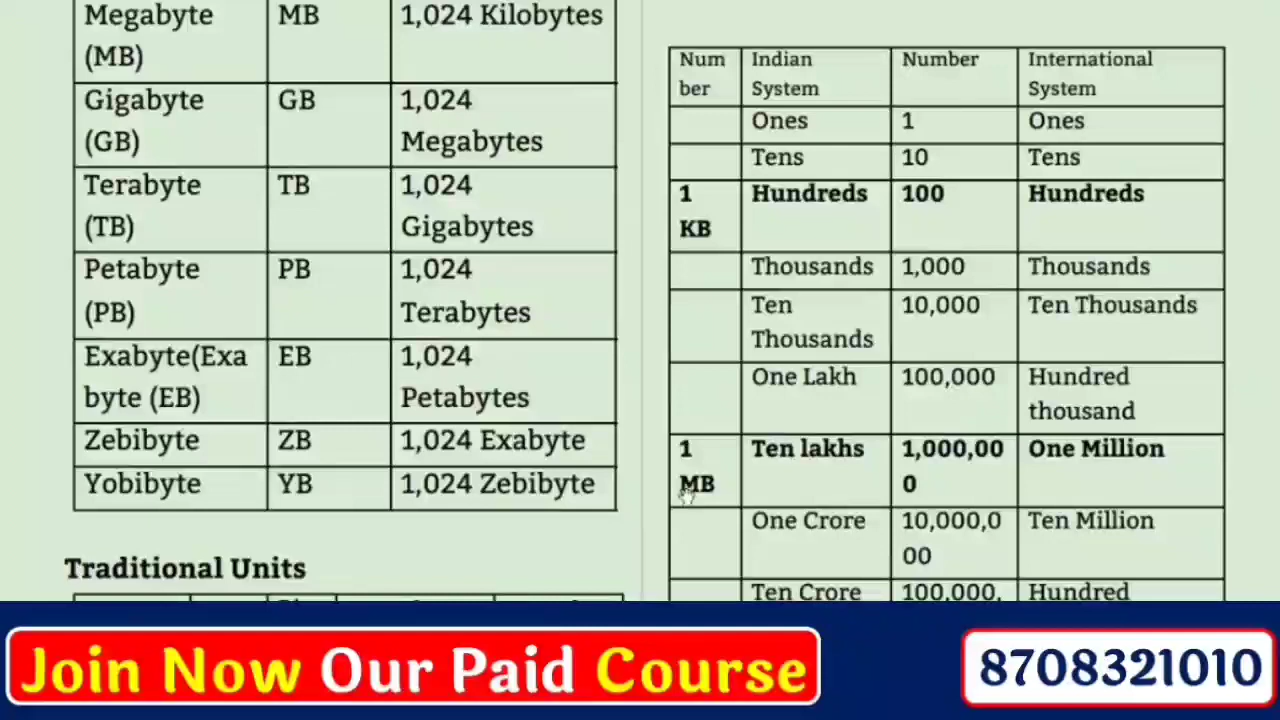 Megabyte MB 1,024 Kilobytes
(MB)
Gigabyte GB 1,024
(GB) Megabytes
Terabyte TB 1,024
(TB) Gigabytes
Petabyte PB 1,024
(PB) Terabytes
Exabyte(Exa EB 1,024
byte (EB) Petabytes
Zebibyte ZB 1,024 Exabyte
Yobibyte YB 1,024 Zebibyte
Traditional Units
Num Indian Number International
ber System System
Ones 1 Ones
Tens 10 Tens
1 Hundreds 100 Hundreds
KB
Thousands 1,000 Thousands
Ten 10,000 Ten Thousands
Thousands
One Lakh 100,000 Hundred
thousand
1 Ten lakhs 1,000,00 One Million
MB 0
One Crore 10,000,0 Ten Million
00
Ten Crore 100,000, Hundred
Join Now Our Paid Course
8708321010